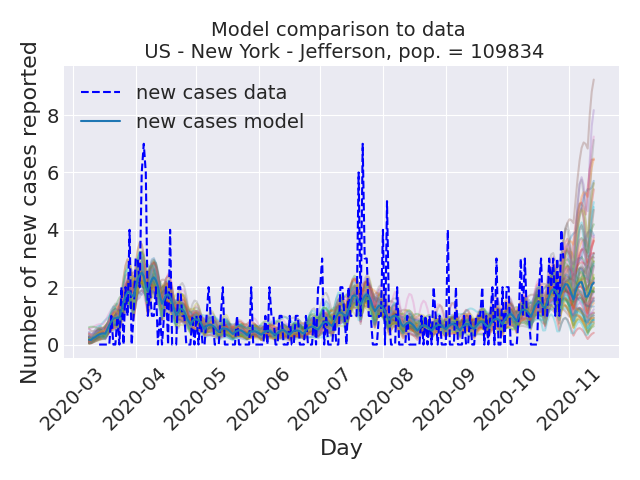 Model comparison to data
US - New York - Jefferson, pop. = 109834
Number of new cases reported
new cases data
new cases model
8
6
4
2
0
2020-03
2020-04
2020-05
2020-06
2020-07
2020-08
2020-09
2020-10
2020-11
Day